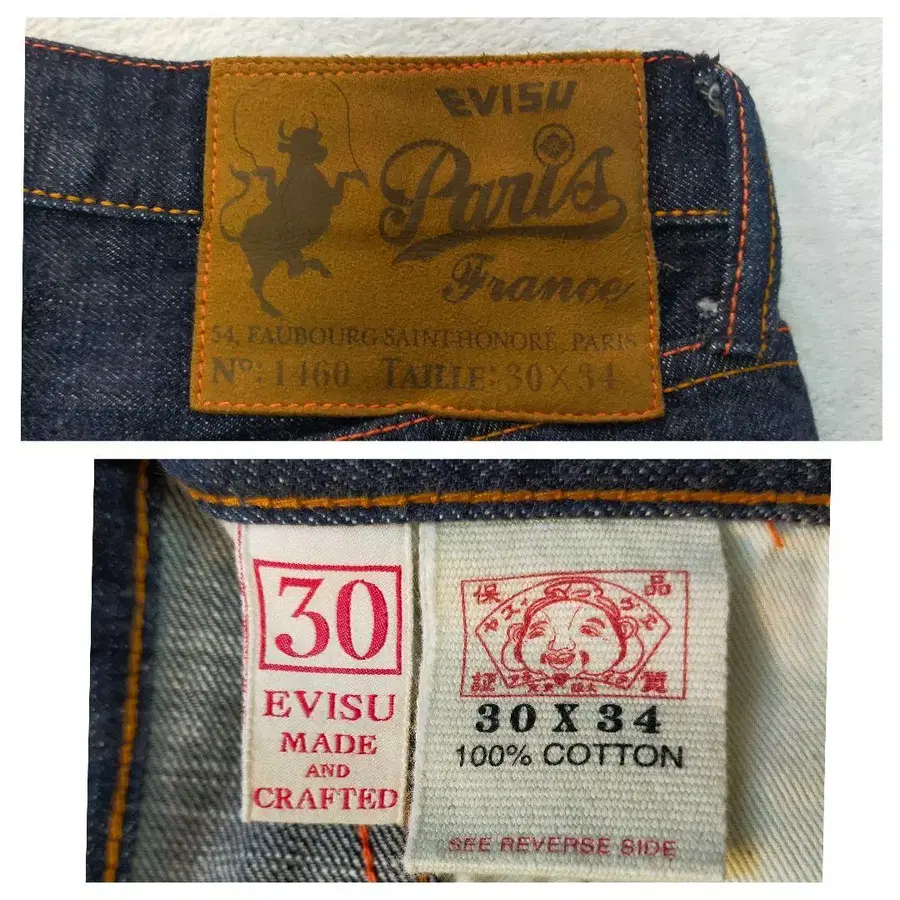 EVISU
Paris
France
54, FAUBOURG SAINT-HONORÉ, PARIS
Nº: 1460 TAILLE: 30X34
30
EVISU
MADE
AND
CRAFTED
保 品
証 質
30 X 34
100% COTTON
SEE REVERSE SIDE